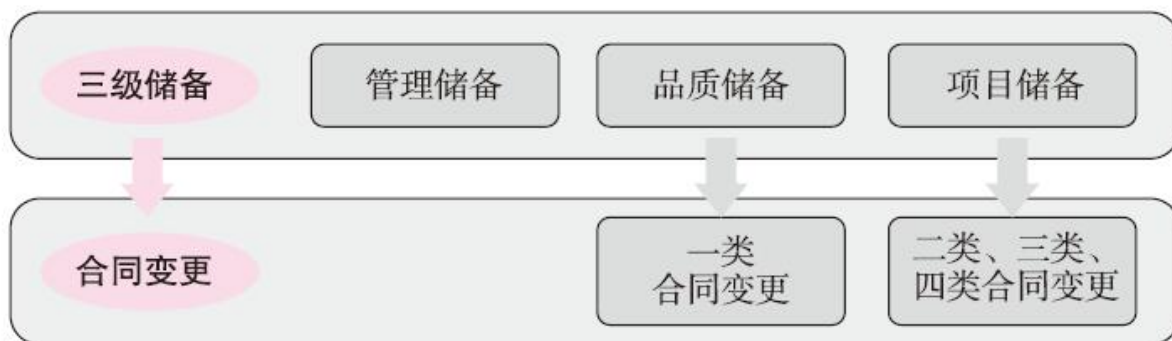 三级储备
管理储备
品质储备
项目储备
合同变更
一类
合同变更
二类、三类、
四类合同变更